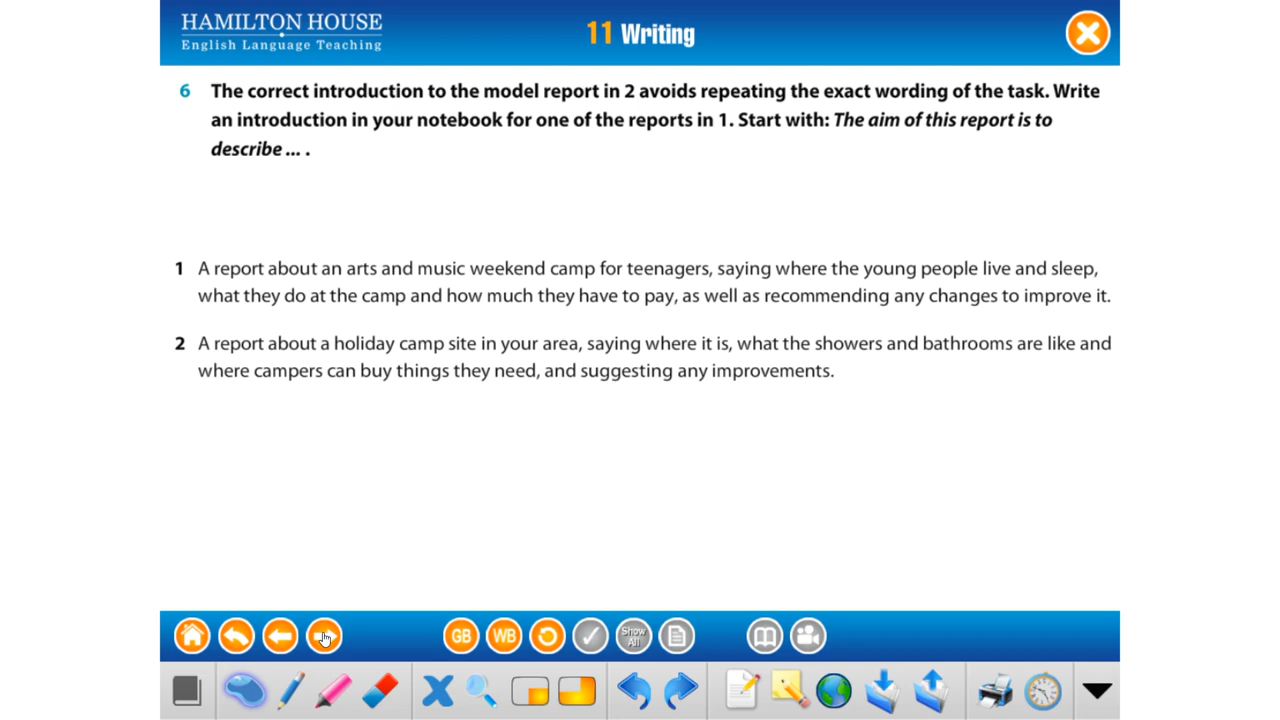 HAMILTON HOUSE
English Language Teaching
11 Writing
6 The correct introduction to the model report in 2 avoids repeating the exact wording of the task. Write
an introduction in your notebook for one of the reports in 1. Start with: The aim of this report is to
describe ... .
1 A report about an arts and music weekend camp for teenagers, saying where the young people live and sleep,
what they do at the camp and how much they have to pay, as well as recommending any changes to improve it.
2 A report about a holiday camp site in your area, saying where it is, what the showers and bathrooms are like and
where campers can buy things they need, and suggesting any improvements.
GB WB Show
All